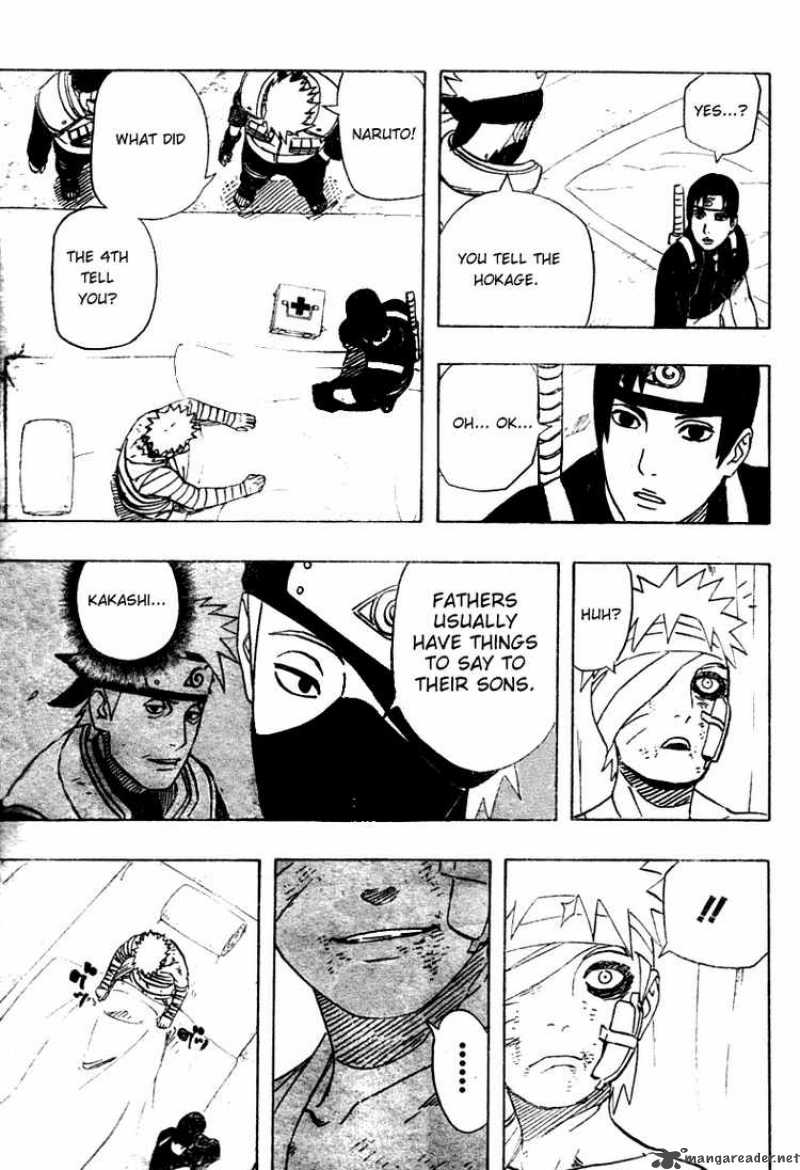 YES...?
YOU TELL THE
HOKAGE.
OH... OK...
NARUTO!
WHAT DID
THE 4TH
TELL
YOU?
HUH?
FATHERS
USUALLY
HAVE THINGS
TO SAY TO
THEIR SONS.
KAKASHI...
!!
......
mangareader.net